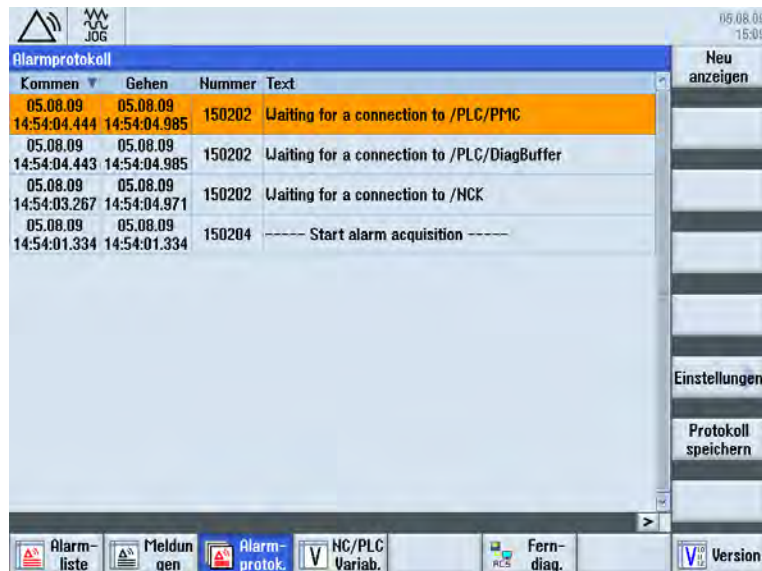 JOG
05.08.09
15:09
Alarmprotokoll
Neu
anzeigen
Kommen Gehen Nummer Text
05.08.09 05.08.09
14:54:04.444 14:54:04.985 150202 Waiting for a connection to /PLC/PMC
05.08.09 05.08.09
14:54:04.443 14:54:04.985 150202 Waiting for a connection to /PLC/DiagBuffer
05.08.09 05.08.09
14:54:03.267 14:54:04.971 150202 Waiting for a connection to /NCK
05.08.09 05.08.09
14:54:01.334 14:54:01.334 150204 ----- Start alarm acquisition -----
Einstellungen
Protokoll
speichern
>
Alarm-
liste
Meldun
gen
Alarm-
protok.
V NC/PLC
Variab.
RCS
Fern-
diag.
Version